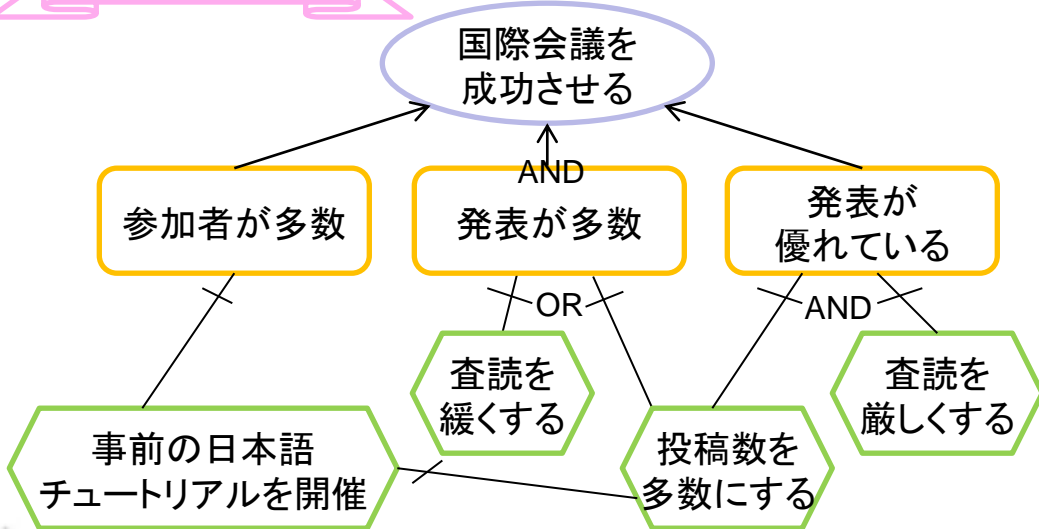 国際会議を
成功させる
AND
参加者が多数
発表が多数
発表が
優れている
OR
AND
査読を
緩くする
査読を
厳しくする
事前の日本語
チュートリアルを開催
投稿数を
多数にする